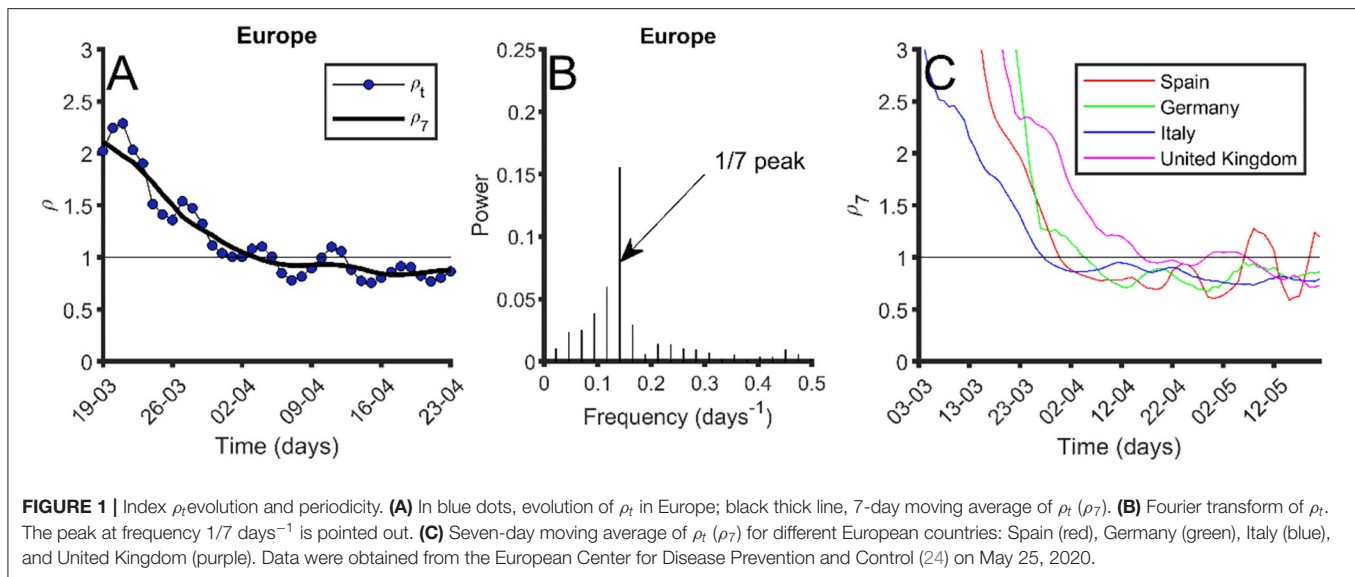 Europe
A
3
2.5
2
1.5
1
0.5
0
ρ
ρt
ρ7
19-03
26-03
02-04
09-04
16-04
23-04
Time (days)
Europe
B
0.25
0.2
0.15
0.1
0.05
0
Power
1/7 peak
0
0.1
0.2
0.3
0.4
0.5
Frequency (days-1)
C
3
2.5
2
1.5
1
0.5
0
ρ7
Spain
Germany
Italy
United Kingdom
03-03
13-03
23-03
02-04
12-04
22-04
02-05
12-05
Time (days)
FIGURE 1 | Index ρtevolution and periodicity. (A) In blue dots, evolution of ρt in Europe; black thick line, 7-day moving average of ρt (ρ7). (B) Fourier transform of ρt.
The peak at frequency 1/7 days−1 is pointed out. (C) Seven-day moving average of ρt (ρ7) for different European countries: Spain (red), Germany (green), Italy (blue),
and United Kingdom (purple). Data were obtained from the European Center for Disease Prevention and Control (24) on May 25, 2020.